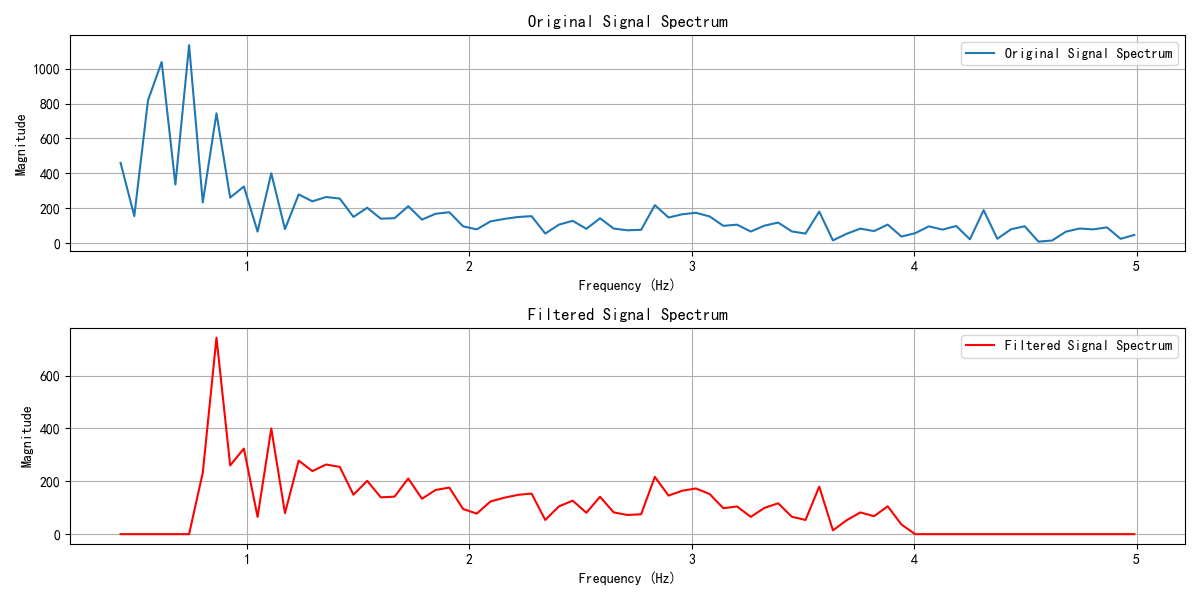 Original Signal Spectrum
Original Signal Spectrum
Magnitude
1000
800
600
400
200
0
1
2
3
4
5
Frequency (Hz)
Filtered Signal Spectrum
Filtered Signal Spectrum
Magnitude
600
400
200
0
1
2
3
4
5
Frequency (Hz)